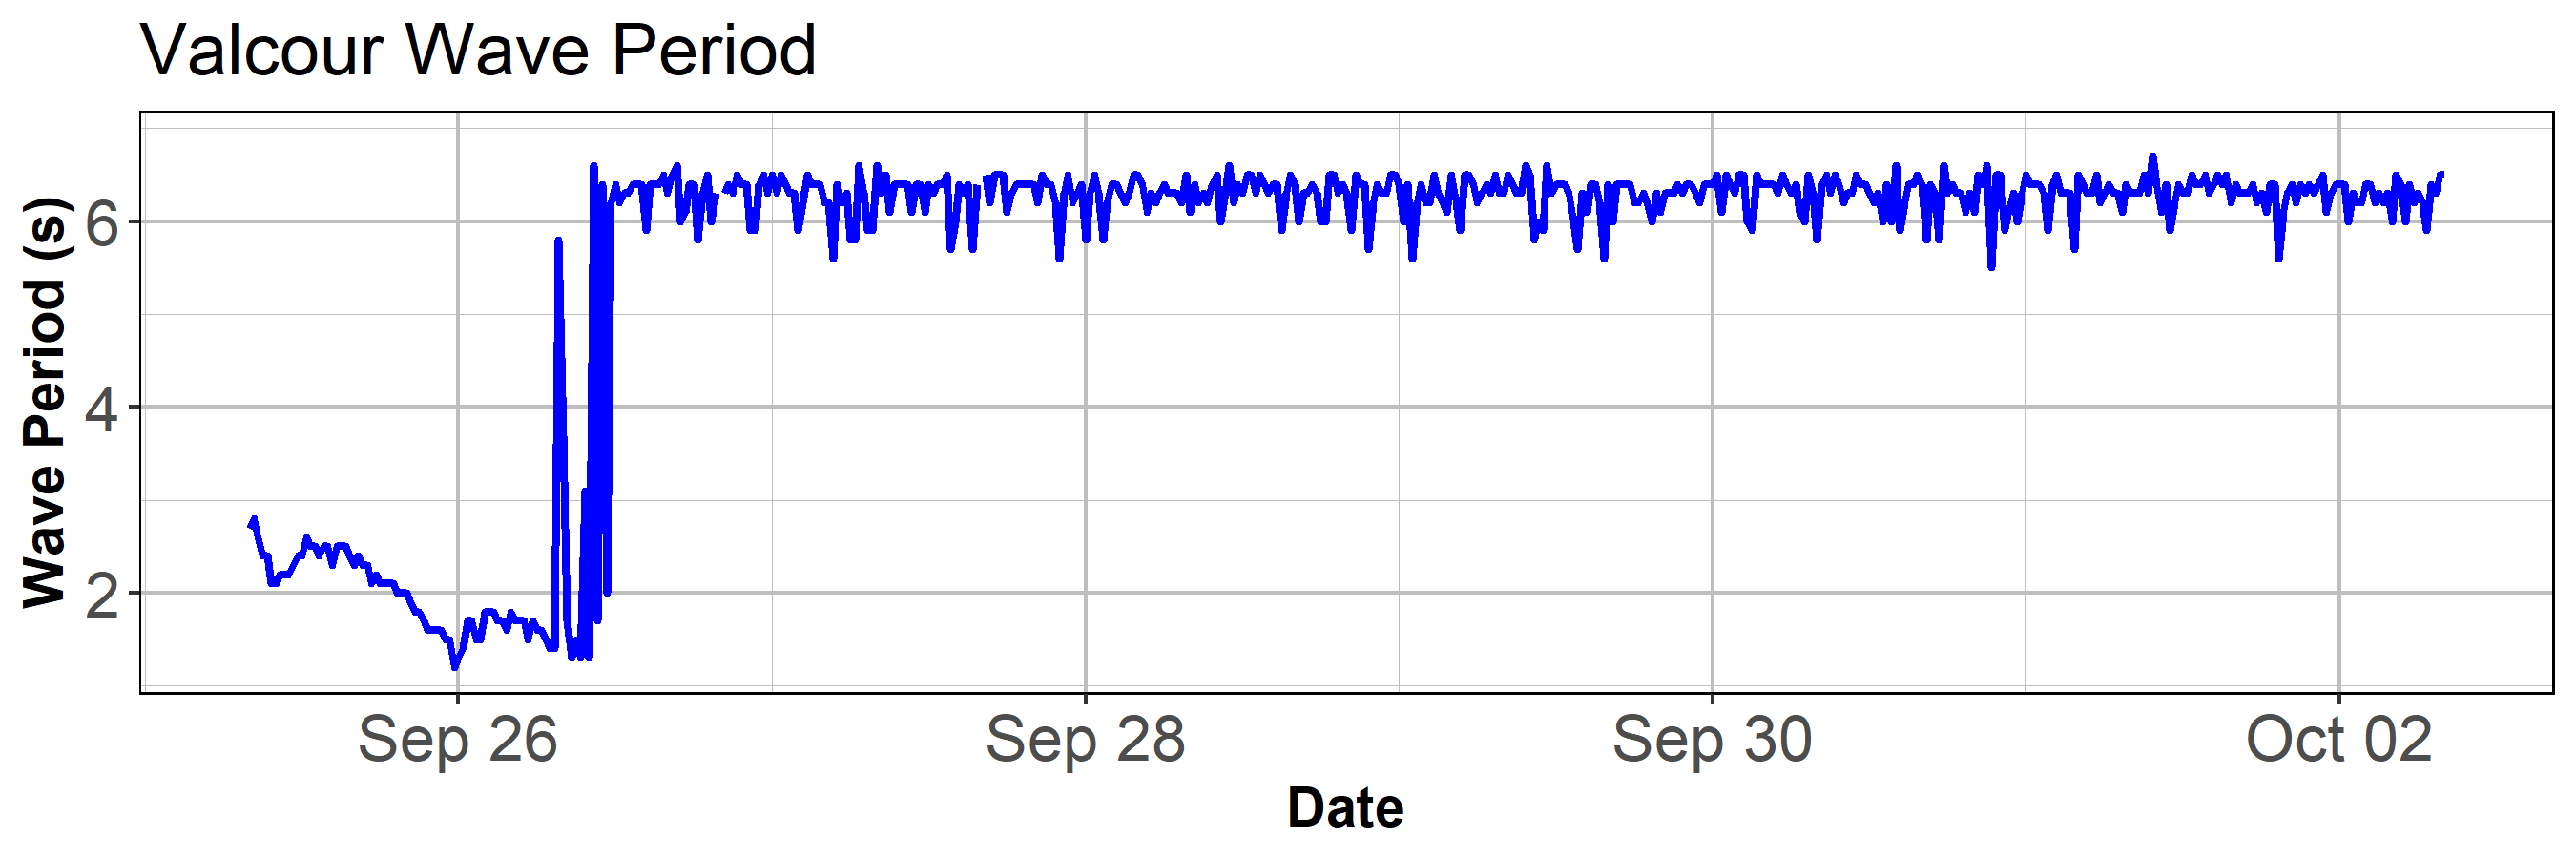 Valcour Wave Period
Wave Period (s)
6
4
2
Sep 26
Sep 28
Sep 30
Oct 02
Date